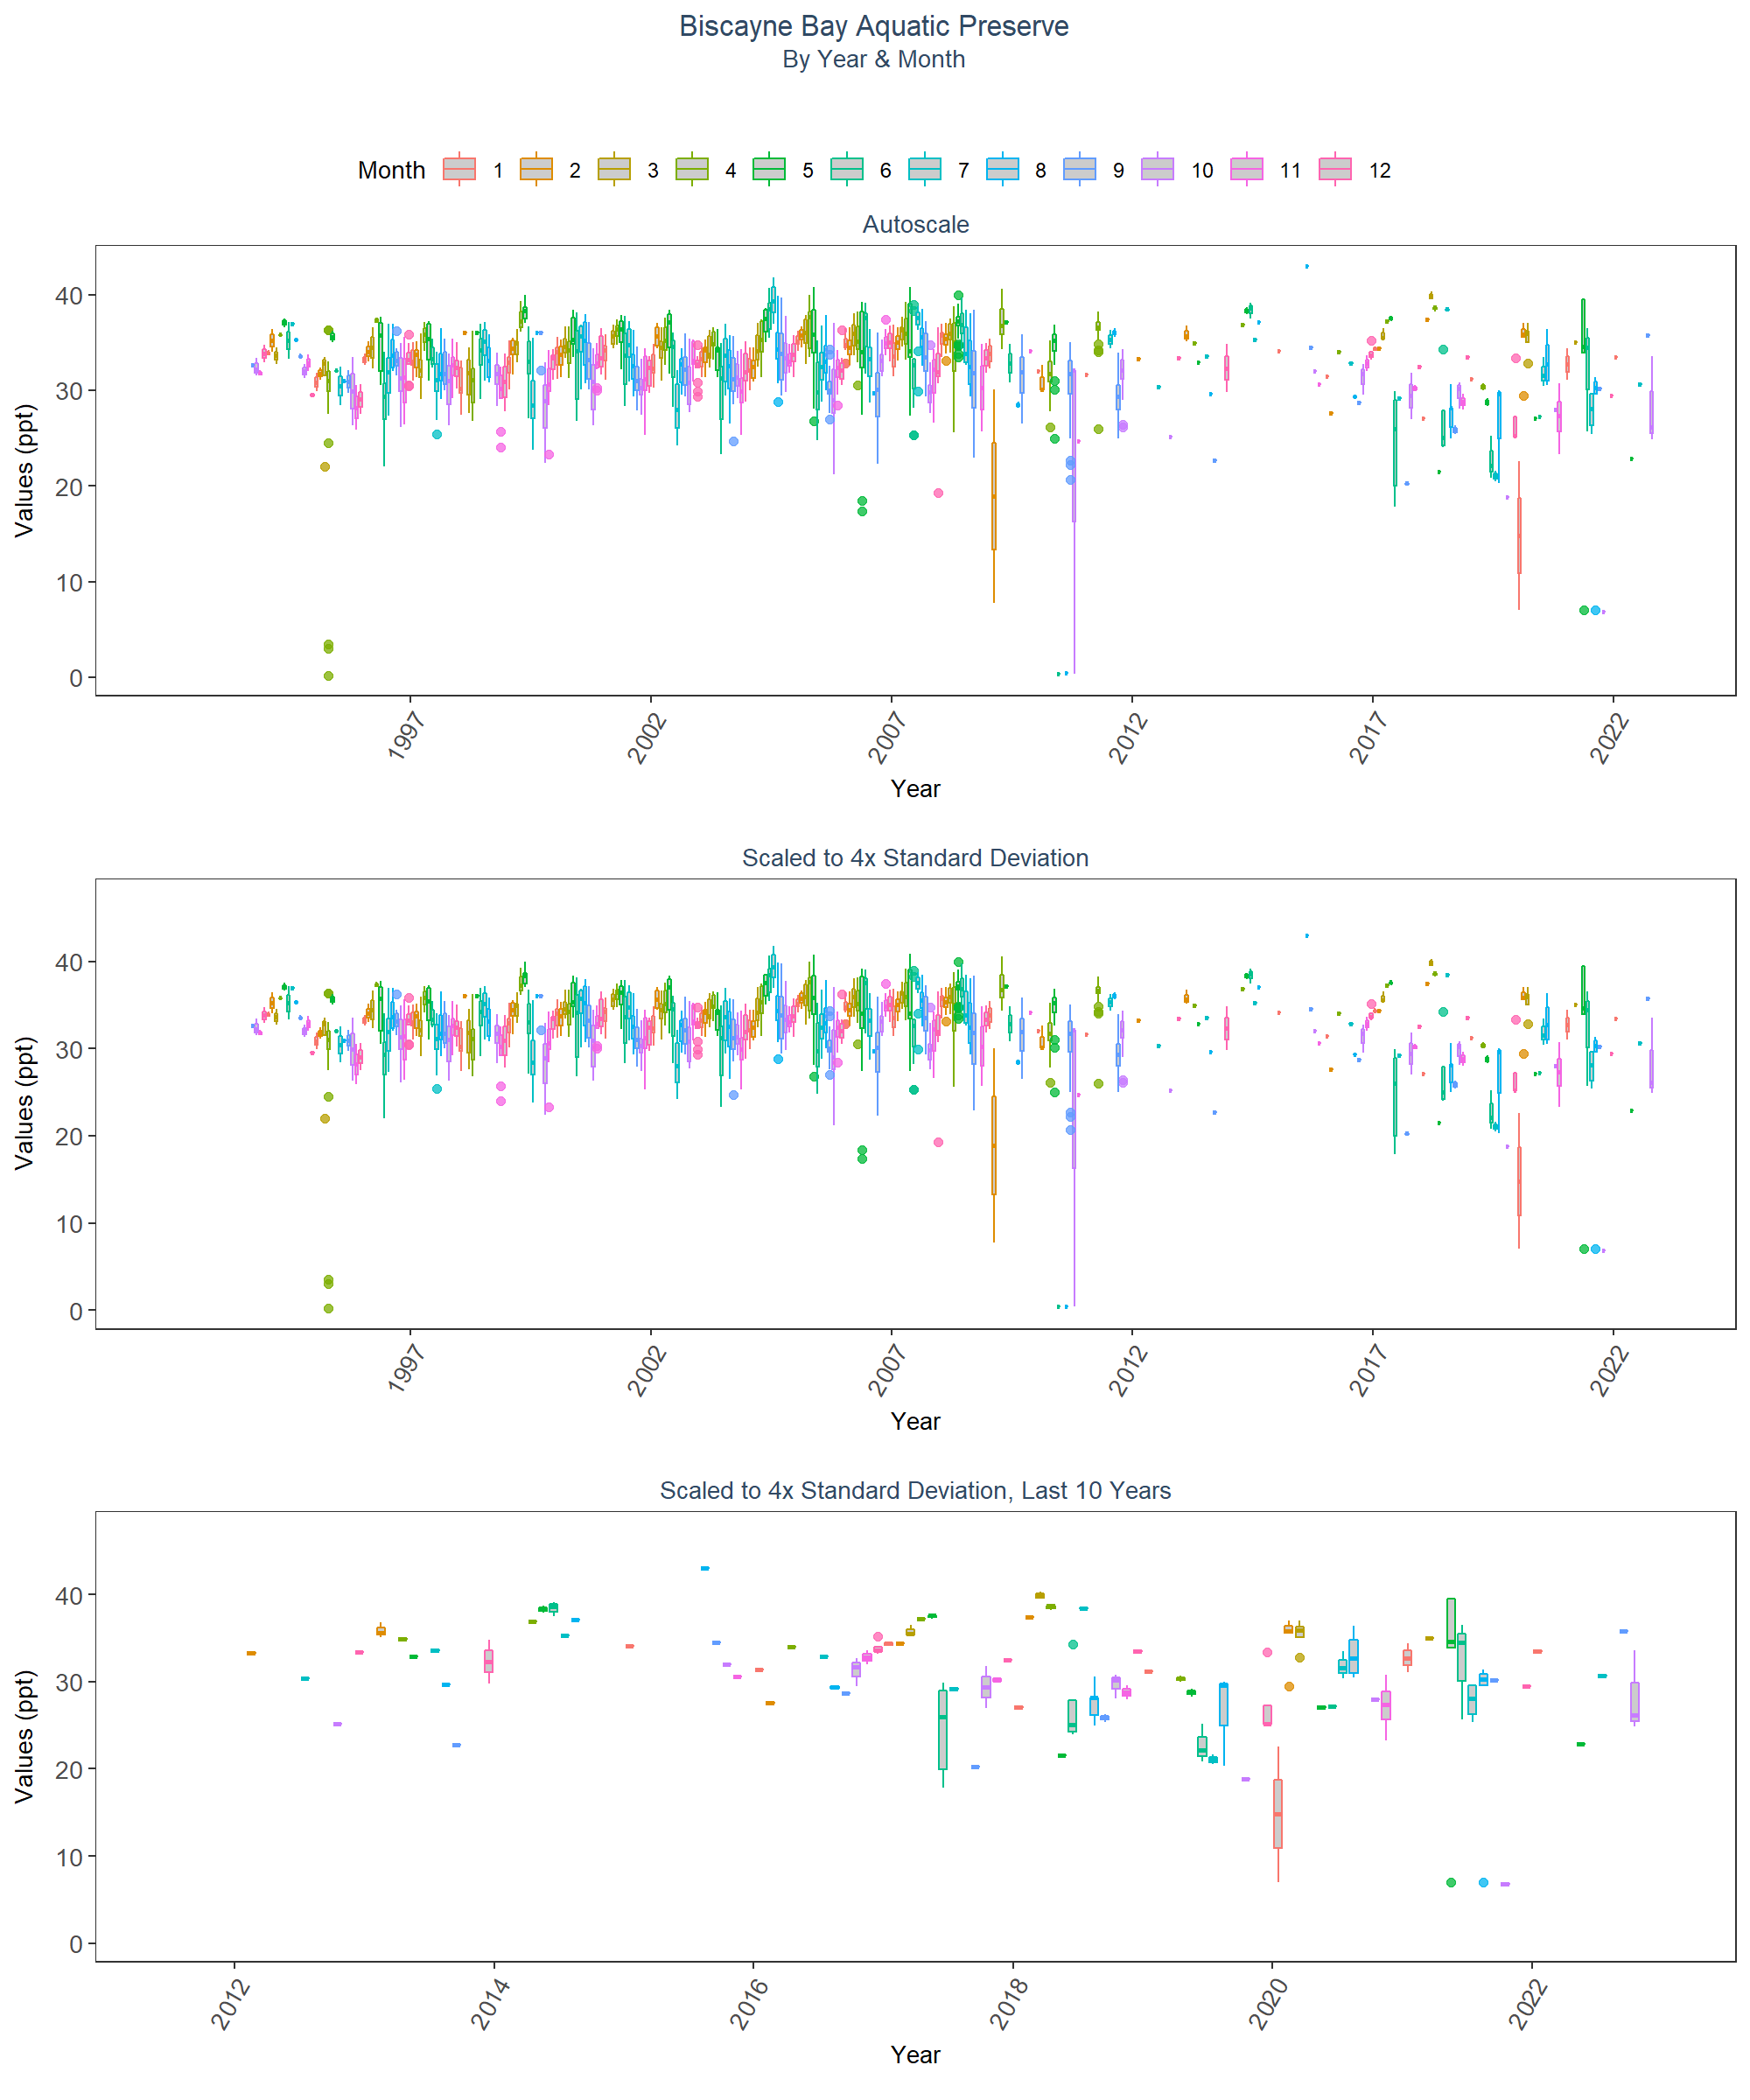 Biscayne Bay Aquatic Preserve
By Year & Month
Month 1 2 3 4 5 6 7 8 9 10 11 12
Autoscale
Values (ppt)
40
30
20
10
0
1997 2002 2007 2012 2017 2022
Year
Scaled to 4x Standard Deviation
Values (ppt)
40
30
20
10
0
1997 2002 2007 2012 2017 2022
Year
Scaled to 4x Standard Deviation, Last 10 Years
Values (ppt)
40
30
20
10
0
2012 2014 2016 2018 2020 2022
Year